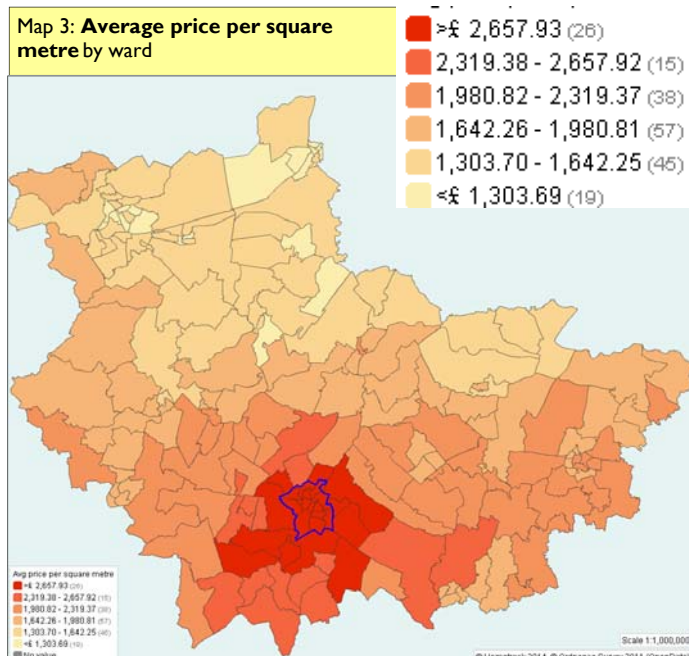 Map 3: Average price per square
metre by ward
>£ 2,657.93 (26)
2,319.38 - 2,657.92 (15)
1,980.82 - 2,319.37 (38)
1,642.26 - 1,980.81 (57)
1,303.70 - 1,642.25 (45)
<£ 1,303.69 (19)
Avg price per square metre
>£ 2,657.93 (26)
2,319.38 - 2,657.92 (15)
1,980.82 - 2,319.37 (38)
1,642.26 - 1,980.81 (57)
1,303.70 - 1,642.25
<£ 1,303.69 (19)
No value
Scale 1:1,000,000